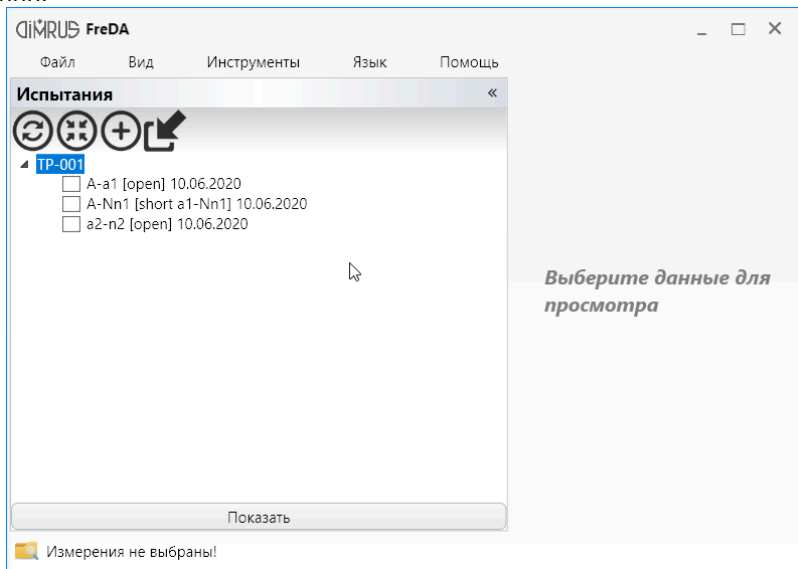 DiMRUS FreDA
Файл Вид Инструменты Язык Помощь
Испытания «
TP-001
A-a1 [open] 10.06.2020
A-Nn1 [short a1-Nn1] 10.06.2020
a2-n2 [open] 10.06.2020
Выберите данные для
просмотра
Показать
Измерения не выбраны!